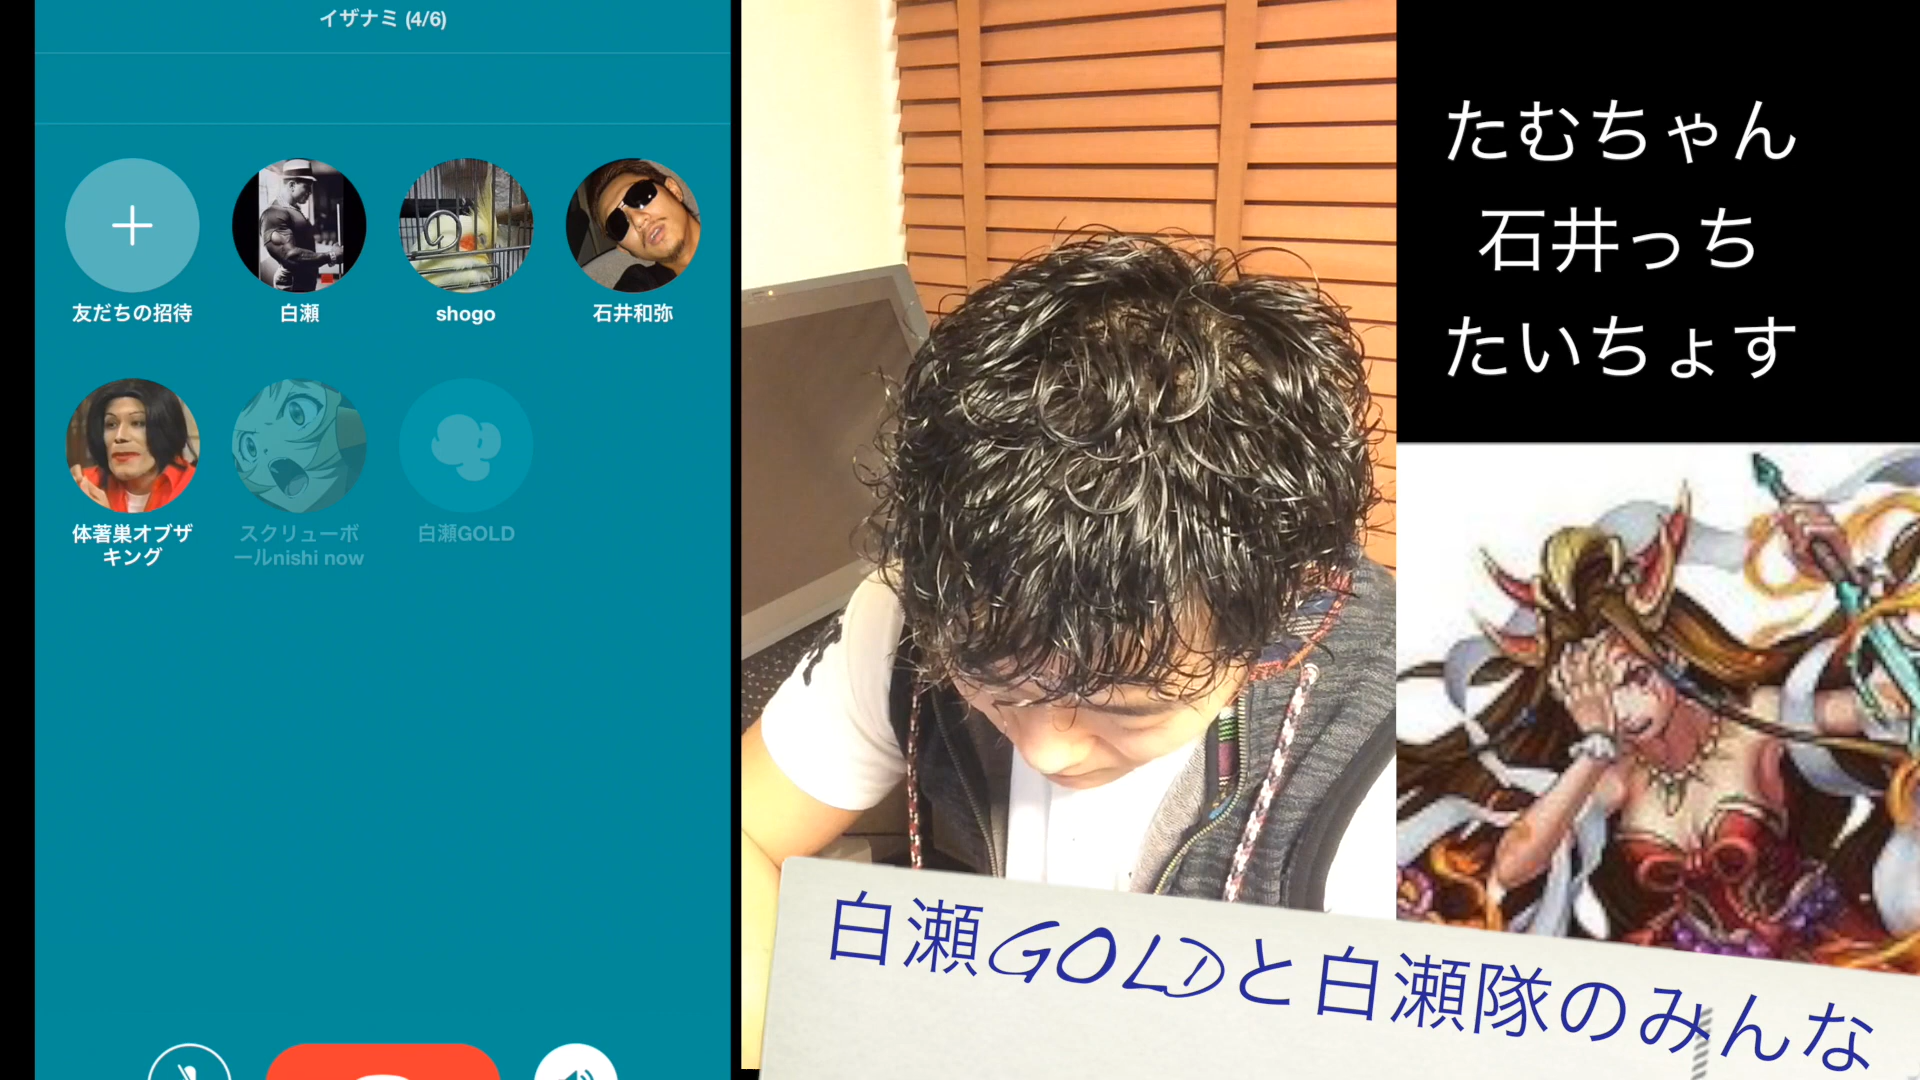 イザナミ (4/6)
友だちの招待
白瀬
shogo
石井和弥
体著巣オブザ
キング
スクリューボ
ールnishi now
白瀬GOLD
たむちゃん
石井っち
たいちょす
白瀬GOLDと白瀬隊のみんな